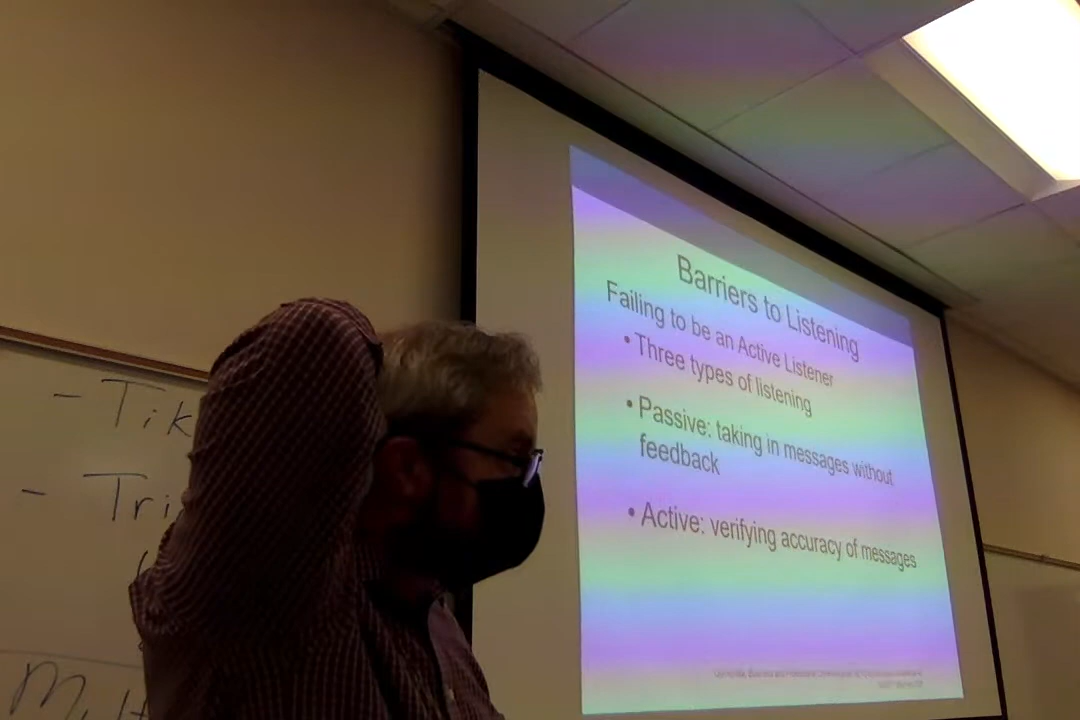 Barriers to Listening
Failing to be an Active Listener
• Three types of listening
• Passive: taking in messages without
feedback
• Active: verifying accuracy of messages
- Tik
- Tri
Mult